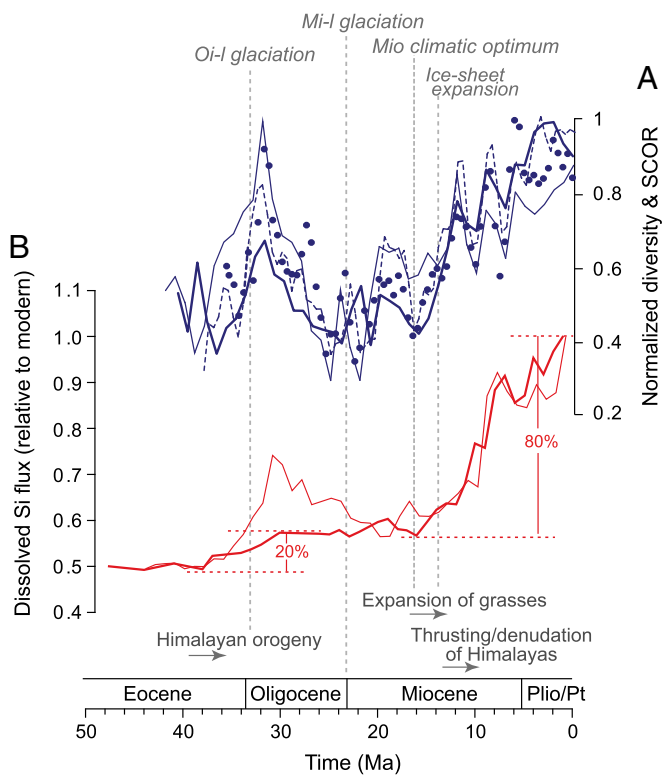 Mi-l glaciation
Oi-l glaciation
Mio climatic optimum
Ice-sheet
expansion
A
B
1
0.8
0.6
0.4
0.2
Normalized diversity & SCOR
1.1
1.0
0.9
0.8
0.7
0.6
0.5
0.4
Dissolved Si flux (relative to modern)
80%
20%
Expansion of grasses
Himalayan orogeny
Thrusting/denudation
of Himalayas
Eocene
Oligocene
Miocene
Plio/Pt
50
40
30
20
10
0
Time (Ma)